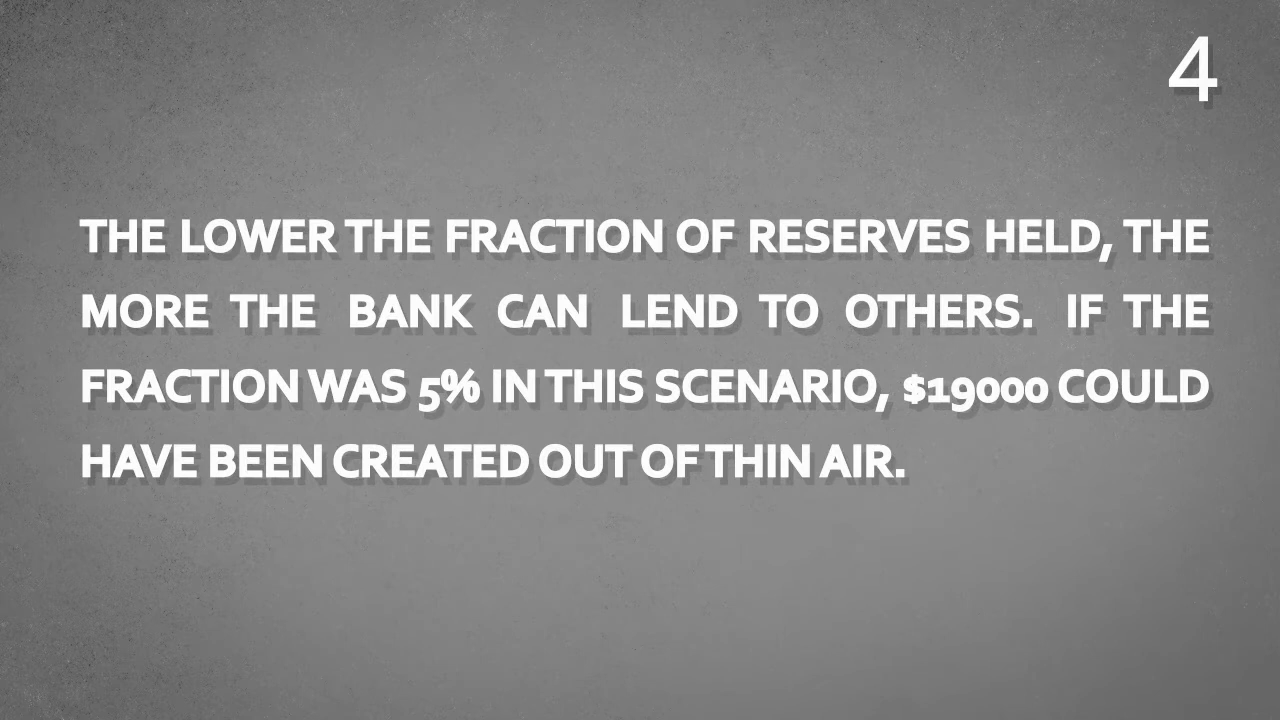 4
THE LOWER THE FRACTION OF RESERVES HELD, THE
MORE THE BANK CAN LEND TO OTHERS. IF THE
FRACTION WAS 5% IN THIS SCENARIO, $19000 COULD
HAVE BEEN CREATED OUT OF THIN AIR.